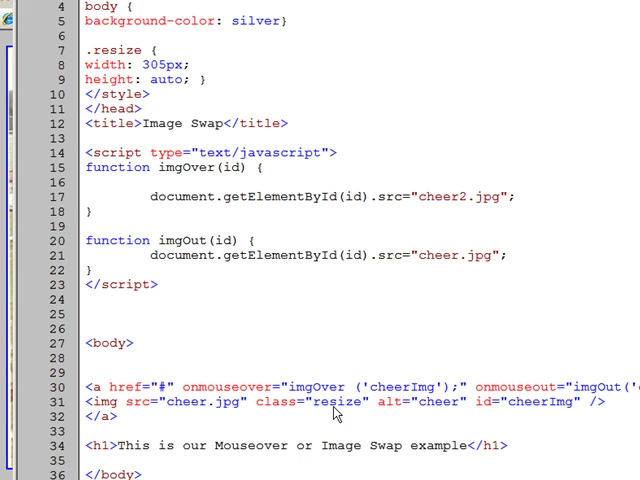 4 body {
5 background-color: silver}
6
7 .resize {
8 width: 305px;
9 height: auto; }
10 </style>
11 </head>
12 <title>Image Swap</title>
13
14 <script type="text/javascript">
15 function imgOver(id) {
16
17 document.getElementById(id).src="cheer2.jpg";
18 }
19
20 function imgOut(id) {
21 document.getElementById(id).src="cheer.jpg";
22 }
23 </script>
24
25
26
27 <body>
28
29
30 <a href="#" onmouseover="imgOver ('cheerImg');" onmouseout="imgOut('
31 <img src="cheer.jpg" class="resize" alt="cheer" id="cheerImg" />
32 </a>
33
34 <h1>This is our Mouseover or Image Swap example</h1>
35
36 </body>